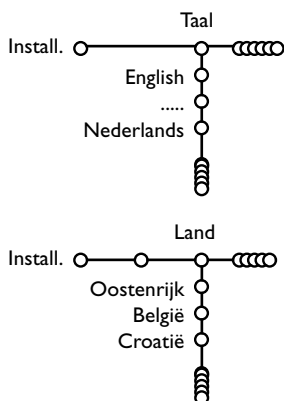 Taal
Install.
English
.....
Nederlands
Land
Install.
Oostenrijk
België
Croatië